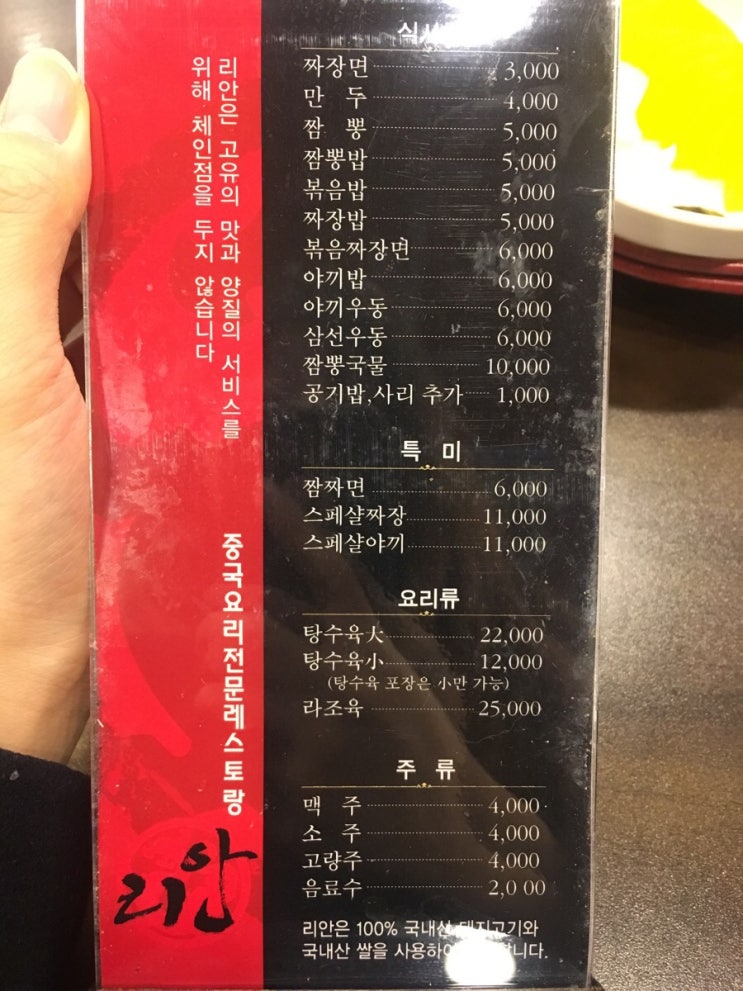 리안은 고유의 맛과 양질의 서비스를
위해 체인점을 두지 않습니다
중국요리전문레스토랑
리안
짜장면 3,000
만 두 4,000
짬 뽕 5,000
짬뽕밥 5,000
볶음밥 5,000
짜장밥 5,000
볶음짜장면 6,000
야끼밥 6,000
야끼우동 6,000
삼선우동 6,000
짬뽕국물 10,000
공기밥,사리 추가 1,000
특 미
짬짜면 6,000
스페샬짜장 11,000
스페샬야끼 11,000
요리류
탕수육大 22,000
탕수육小 12,000
(탕수육 포장은 小만 가능)
라조육 25,000
주 류
맥 주 4,000
소 주 4,000
고량주 4,000
음료수 2,0 00
리안은 100% 국내산 돼지고기와
국내산 쌀을 사용하